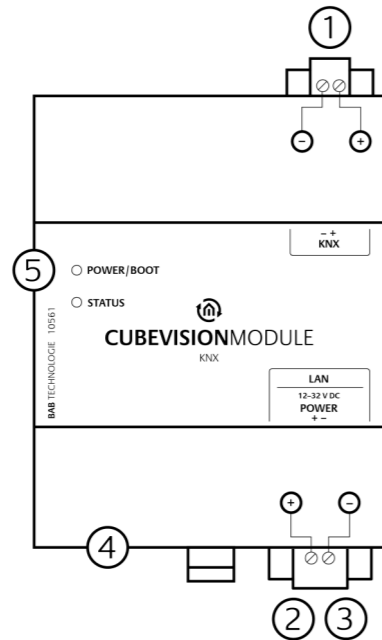 1
− +
− +
KNX
5
POWER/BOOT
STATUS
BAB TECHNOLOGIE 10561
CUBEVISIONMODULE
KNX
LAN
12–32 V DC
POWER
+ −
+ −
4
2 3